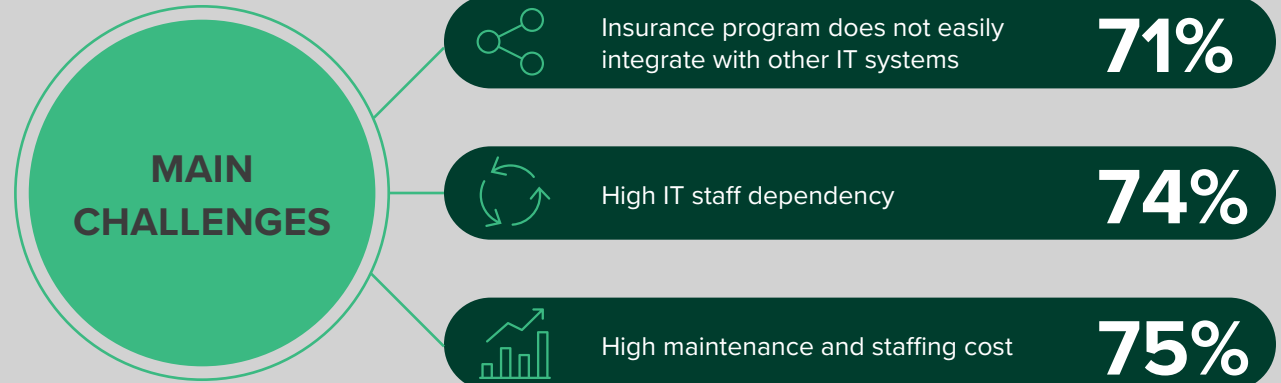 MAIN
CHALLENGES
Insurance program does not easily
integrate with other IT systems
71%
High IT staff dependency
74%
High maintenance and staffing cost
75%